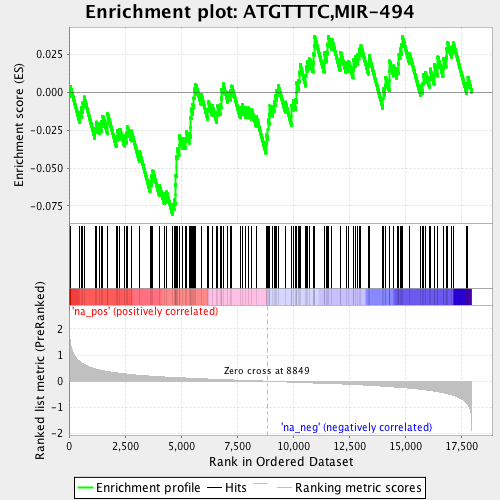 Enrichment plot: ATGTTTC,MIR-494
Enrichment score (ES)
0.025
0.000
-0.025
-0.050
-0.075
'na_pos' (positively correlated)
Ranked list metric (PreRanked)
2
1
0
-1
-2
Zero cross at 8849
'na_neg' (negatively correlated)
0
2,500
5,000
7,500
10,000
12,500
15,000
17,500
Rank in Ordered Dataset
Enrichment profile
Hits
Ranking metric scores